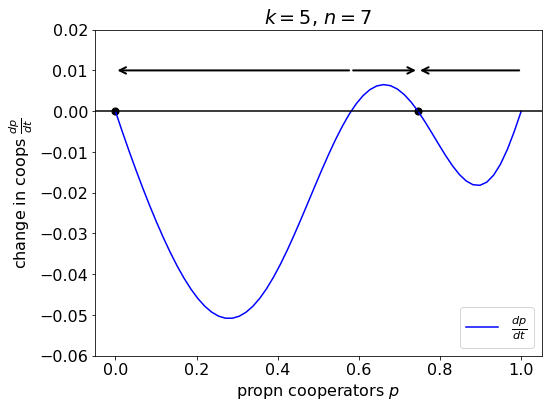 k = 5, n = 7
0.02
0.01
0.00
−0.01
−0.02
−0.03
−0.04
−0.05
−0.06
change in coops dp/dt
0.0 0.2 0.4 0.6 0.8 1.0
propn cooperators p
dp/dt